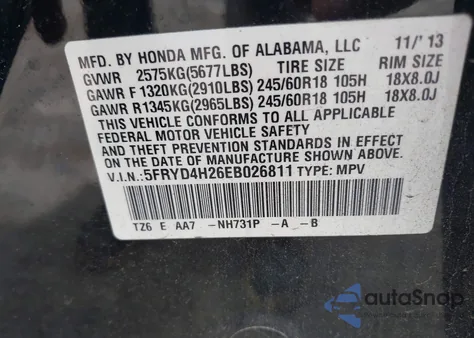 MFD. BY HONDA MFG. OF ALABAMA, LLC 11/'13
GVWR 2575KG(5677LBS) TIRE SIZE RIM SIZE
GAWR F 1320KG(2910LBS) 245/60R18 105H 18X8.0J
GAWR R1345KG(2965LBS) 245/60R18 105H 18X8.0J
THIS VEHICLE CONFORMS TO ALL APPLICABLE
FEDERAL MOTOR VEHICLE SAFETY
AND THEFT PREVENTION STANDARDS IN EFFECT
ON THE DATE OF MANUFACTURE SHOWN ABOVE.
V.I.N.:5FRYD4H26EB026811 TYPE: MPV
TZ6 E AA7 -NH731P -A -B
autoSnap